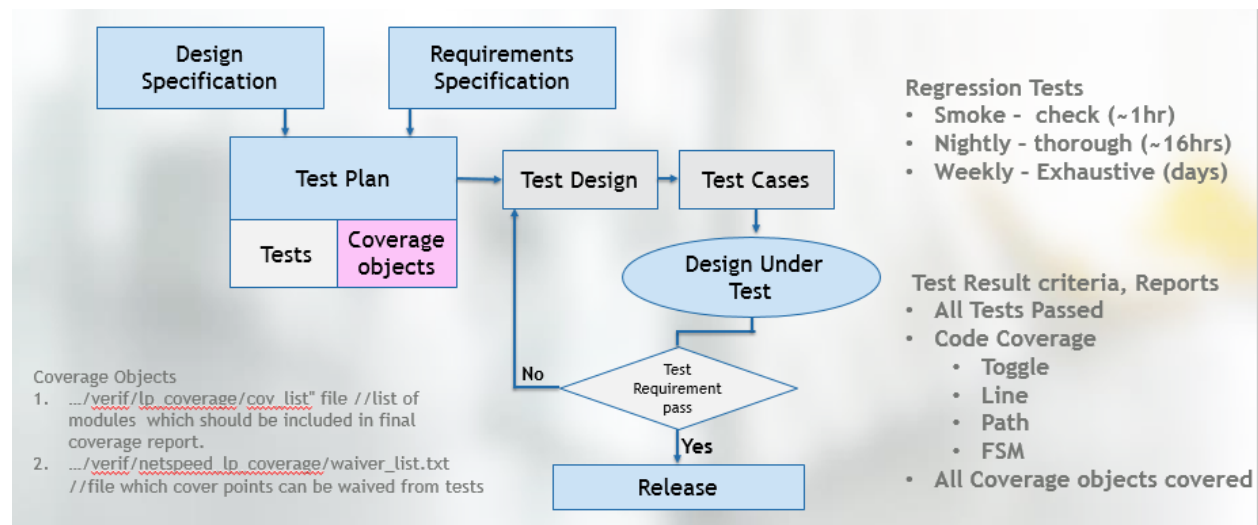 Design
Specification
Requirements
Specification
Test Plan
Tests
Coverage
objects
Test Design
Test Cases
Design Under
Test
Test
Requirement
pass
No
Yes
Release
Regression Tests
• Smoke - check (~1hr)
• Nightly - thorough (~16hrs)
• Weekly - Exhaustive (days)
Test Result criteria, Reports
• All Tests Passed
• Code Coverage
• Toggle
• Line
• Path
• FSM
• All Coverage objects covered
Coverage Objects
1. .../verif/lp_coverage/cov_list" file //list of
modules which should be included in final
coverage report.
2. .../verif/netspeed_lp_coverage/waiver_list.txt
//file which cover points can be waived from tests